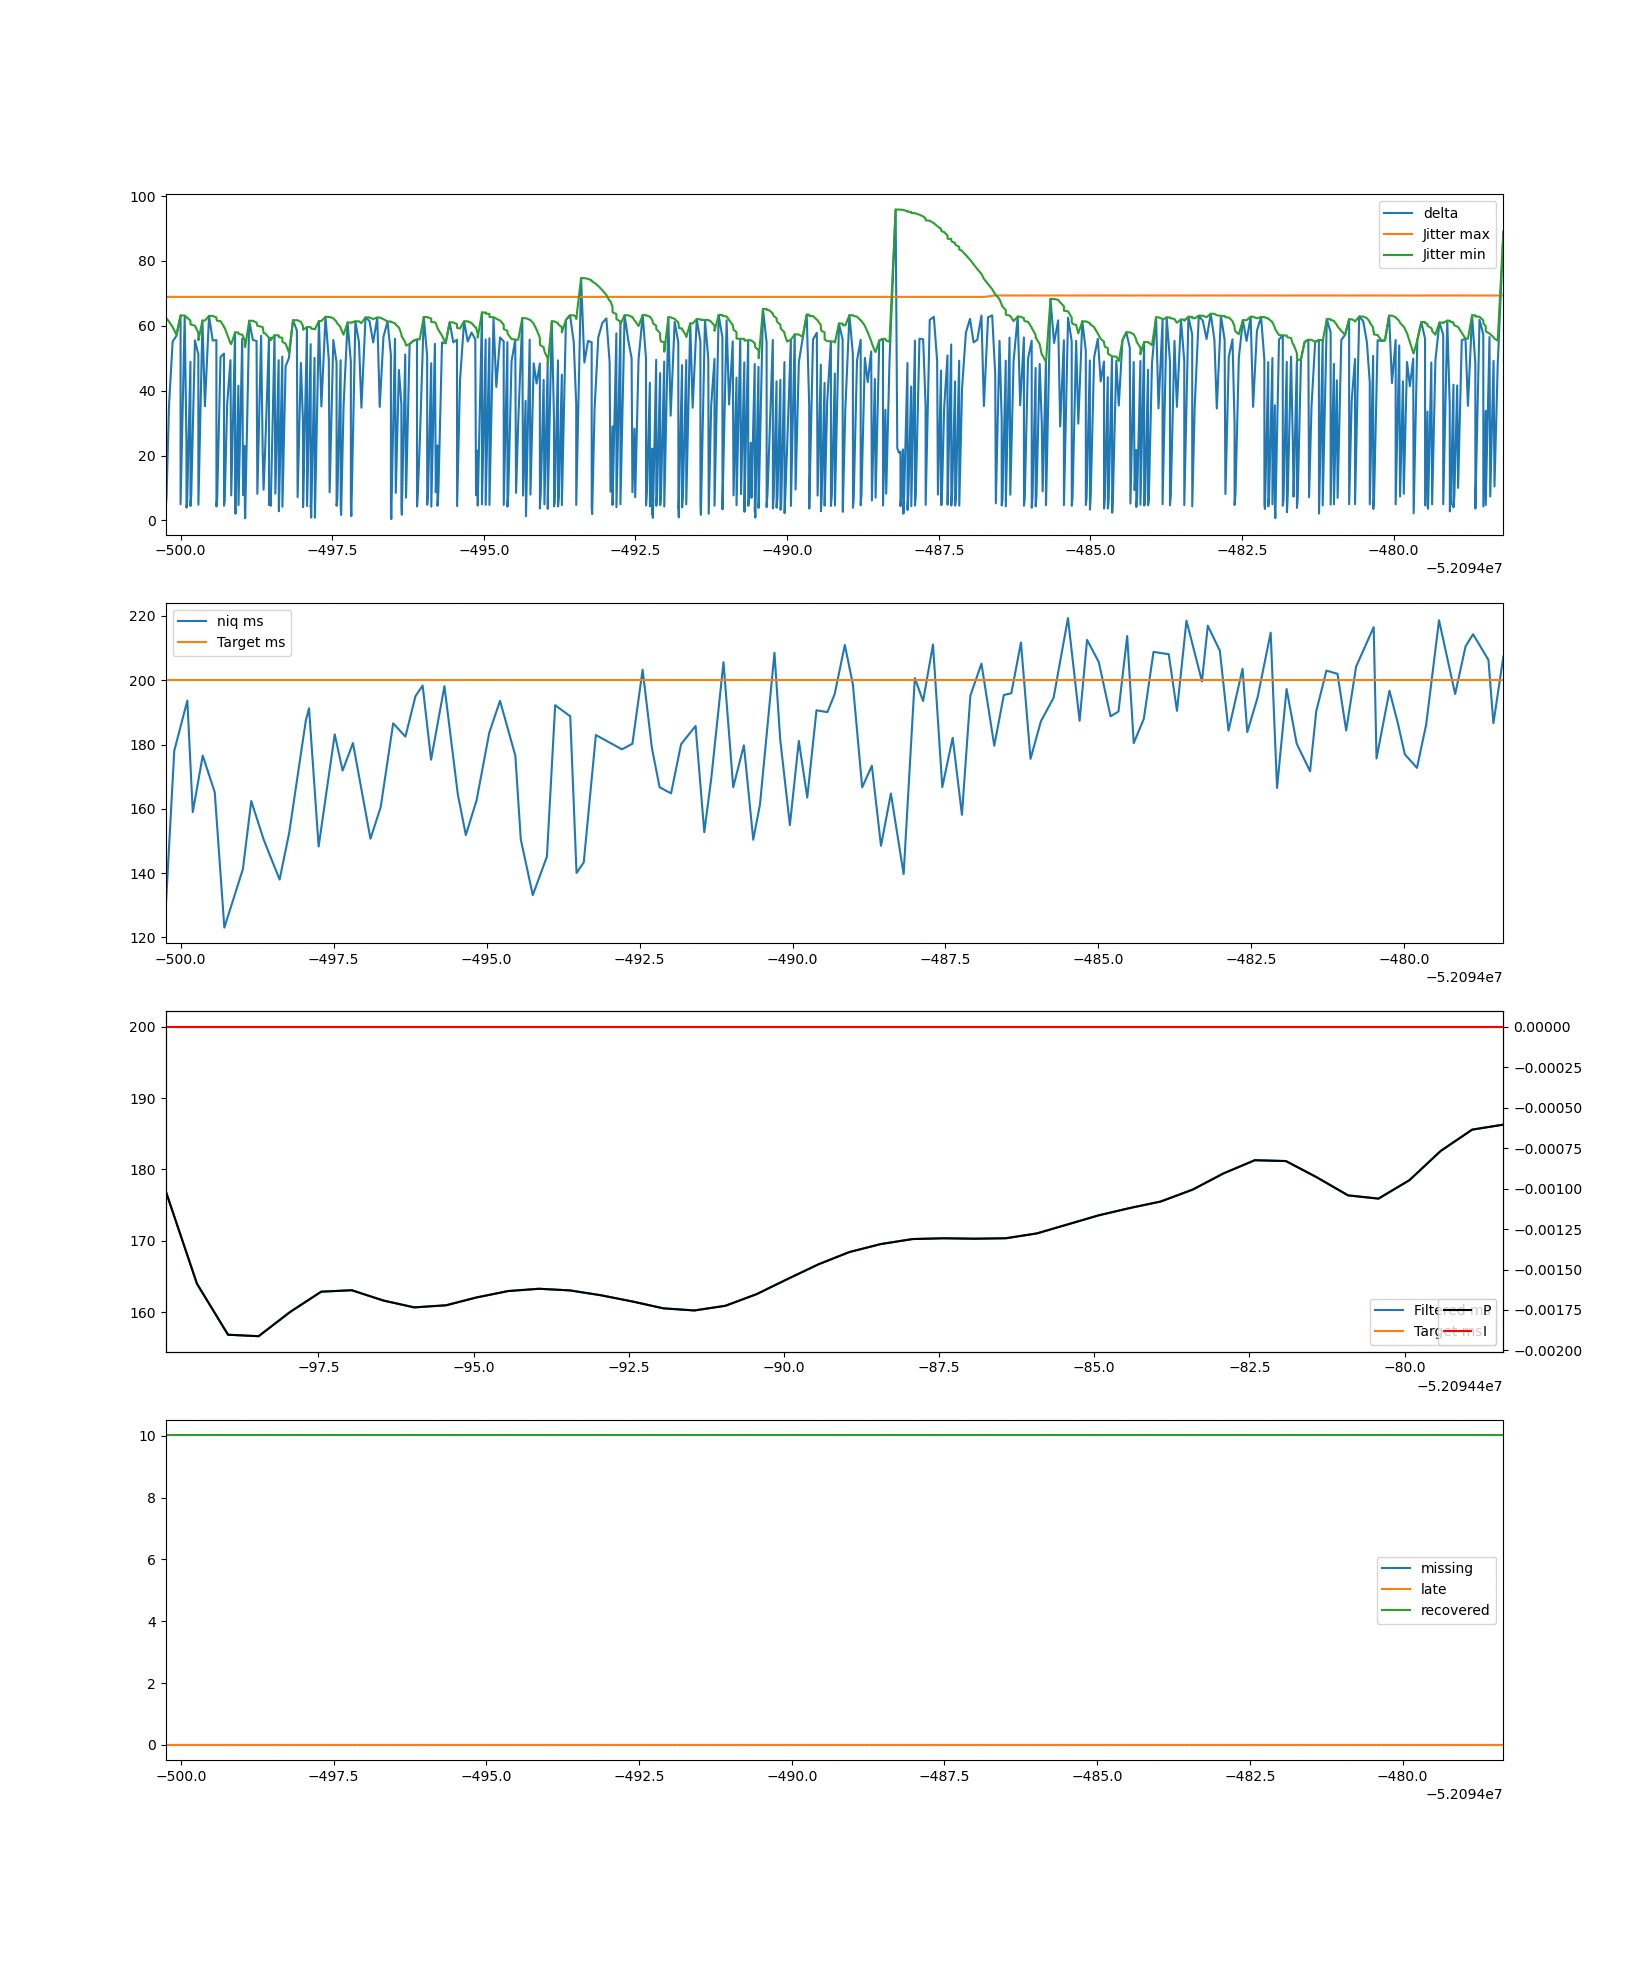 100
80
60
40
20
0
delta
Jitter max
Jitter min
−500.0 −497.5 −495.0 −492.5 −490.0 −487.5 −485.0 −482.5 −480.0
−5.2094e7
220
200
180
160
140
120
niq ms
Target ms
−500.0 −497.5 −495.0 −492.5 −490.0 −487.5 −485.0 −482.5 −480.0
−5.2094e7
200
190
180
170
160
0.00000
−0.00025
−0.00050
−0.00075
−0.00100
−0.00125
−0.00150
−0.00175
−0.00200
Filtered ms
Target ms
P
I
−97.5 −95.0 −92.5 −90.0 −87.5 −85.0 −82.5 −80.0
−5.20944e7
10
8
6
4
2
0
missing
late
recovered
−500.0 −497.5 −495.0 −492.5 −490.0 −487.5 −485.0 −482.5 −480.0
−5.2094e7